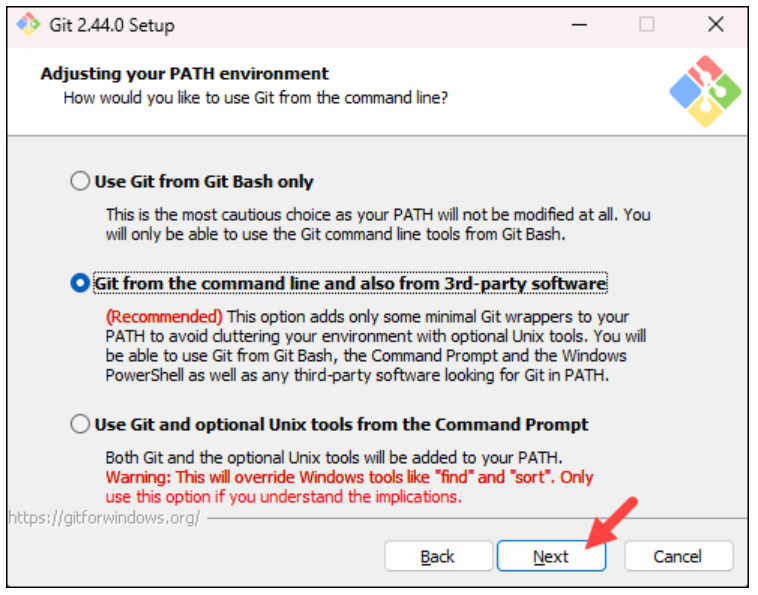 Git 2.44.0 Setup
Adjusting your PATH environment
How would you like to use Git from the command line?
Use Git from Git Bash only
This is the most cautious choice as your PATH will not be modified at all. You
will only be able to use the Git command line tools from Git Bash.
Git from the command line and also from 3rd-party software
(Recommended) This option adds only some minimal Git wrappers to your
PATH to avoid cluttering your environment with optional Unix tools. You will
be able to use Git from Git Bash, the Command Prompt and the Windows
PowerShell as well as any third-party software looking for Git in PATH.
Use Git and optional Unix tools from the Command Prompt
Both Git and the optional Unix tools will be added to your PATH.
Warning: This will override Windows tools like "find" and "sort". Only
use this option if you understand the implications.
https://gitforwindows.org/
Back Next Cancel